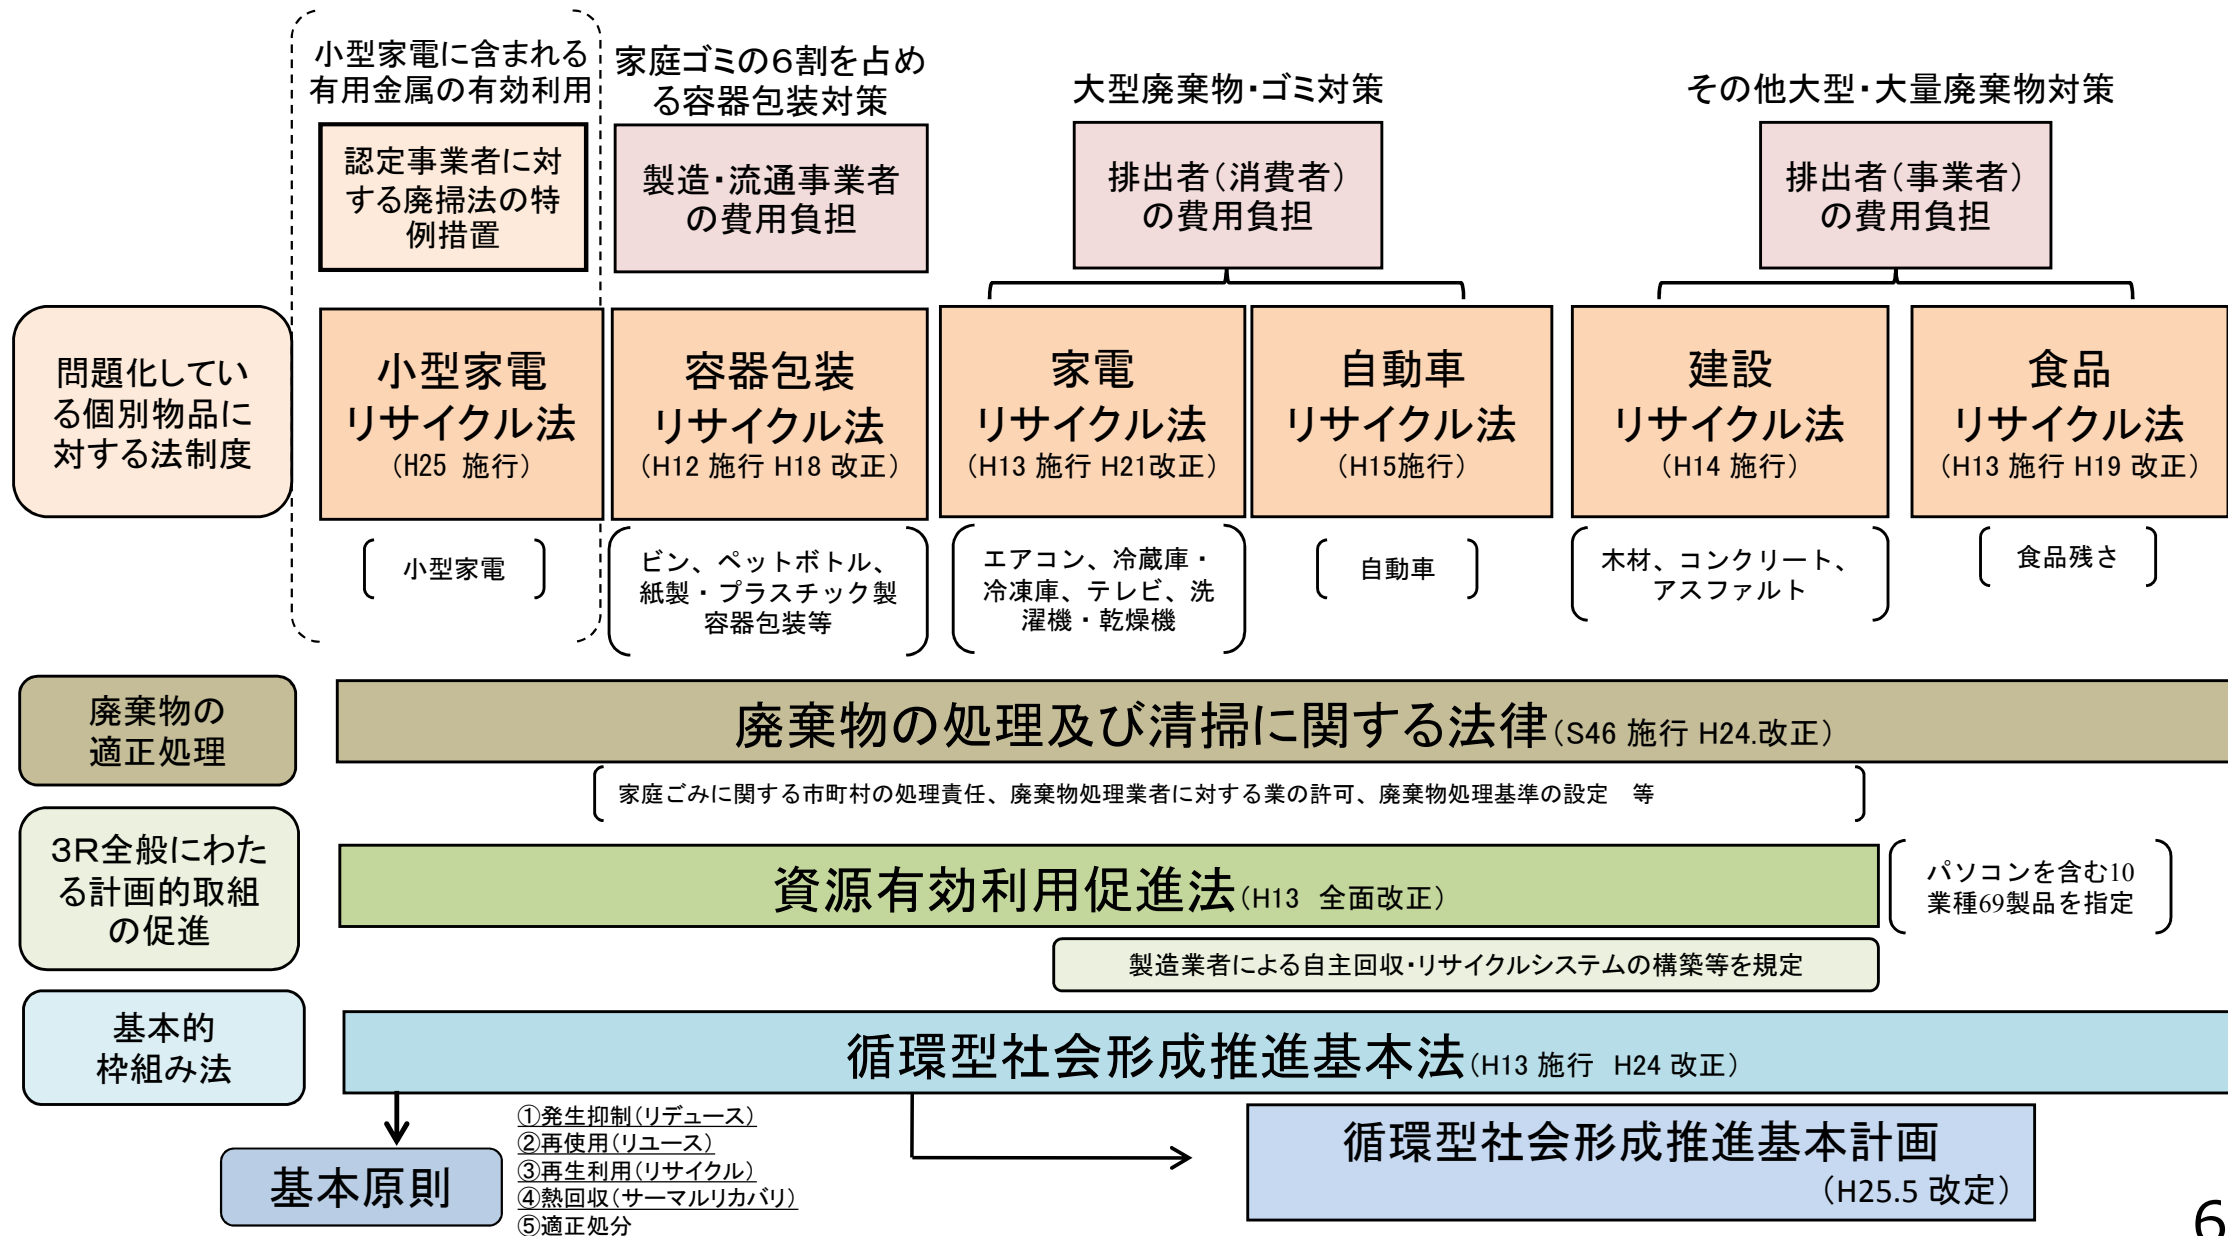 小型家電に含まれる
有用金属の有効利用
家庭ゴミの6割を占め
る容器包装対策
大型廃棄物・ゴミ対策
その他大型・大量廃棄物対策
認定事業者に対
する廃掃法の特
例措置
製造・流通事業者
の費用負担
排出者(消費者)
の費用負担
排出者(事業者)
の費用負担
問題化してい
る個別物品に
対する法制度
小型家電
リサイクル法
(H25 施行)
容器包装
リサイクル法
(H12 施行 H18 改正)
家電
リサイクル法
(H13 施行 H21改正)
自動車
リサイクル法
(H15施行)
建設
リサイクル法
(H14 施行)
食品
リサイクル法
(H13 施行 H19 改正)
小型家電
ビン、ペットボトル、
紙製・プラスチック製
容器包装等
エアコン、冷蔵庫・
冷凍庫、テレビ、洗
濯機・乾燥機
自動車
木材、コンクリート、
アスファルト
食品残さ
廃棄物の
適正処理
廃棄物の処理及び清掃に関する法律(S46 施行 H24.改正)
家庭ごみに関する市町村の処理責任、廃棄物処理業者に対する業の許可、廃棄物処理基準の設定　等
3R全般にわた
る計画的取組
の促進
資源有効利用促進法(H13 全面改正)
パソコンを含む10
業種69製品を指定
製造業者による自主回収・リサイクルシステムの構築等を規定
基本的
枠組み法
循環型社会形成推進基本法(H13 施行 H24 改正)
基本原則
①発生抑制(リデュース)
②再使用(リユース)
③再生利用(リサイクル)
④熱回収(サーマルリカバリ)
⑤適正処分
循環型社会形成推進基本計画
(H25.5 改定)
6